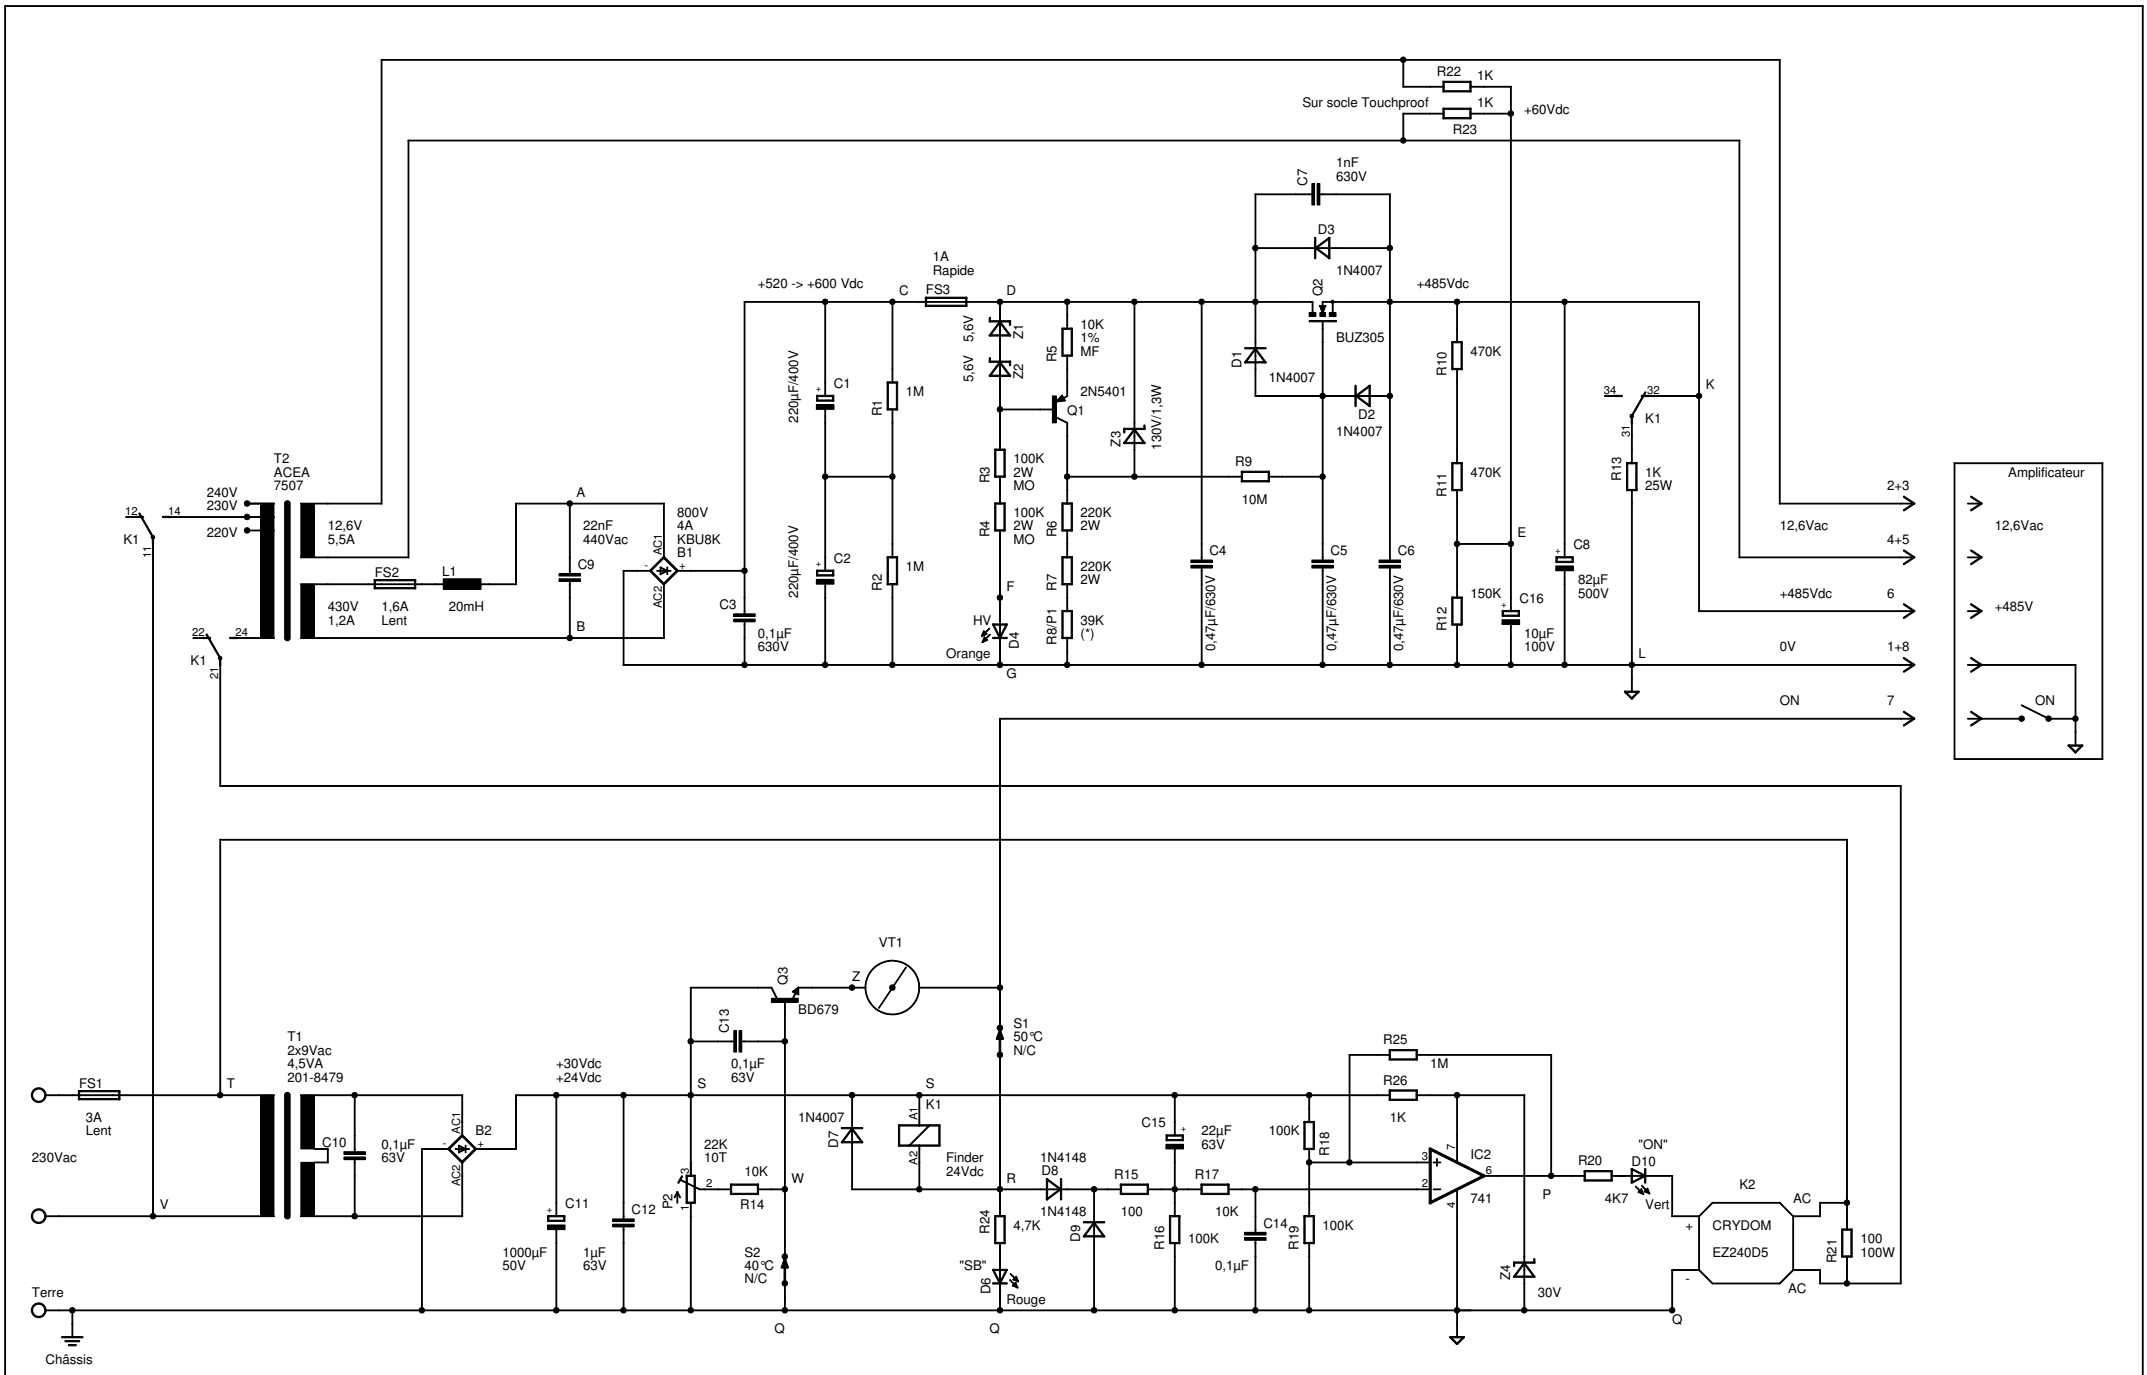 R22
1K
Sur socle Touchproof
1K
+60Vdc
R23
1nF
630V
C7
D3
1N4007
1A
Rapide
FS3
+520 -> +600 Vdc
C
D
Q2
+485Vdc
BUZ305
5,6V
Z1
5,6V
Z2
10K
1%
MF
R5
2N5401
Q1
Z3
130V/1,3W
D1
1N4007
D2
1N4007
R10
470K
34
32
K
K1
31
220µF/400V
+
C1
R1
1M
R3
100K
2W
MO
R9
10M
R11
470K
R13
1K
25W
T2
ACEA
7507
240V
230V
220V
12
14
K1
11
12,6V
5,5A
A
22nF
440Vac
C9
800V
4A
KBU8K
B1
AC1
-
+
AC2
FS2
1,6A
Lent
L1
20mH
430V
1,2A
B
22
24
K1
21
C3
0,1µF
630V
220µF/400V
+
C2
R2
1M
R4
100K
2W
MO
F
HV
D4
Orange
G
R6
220K
2W
R7
220K
2W
R8/P1
39K
(*)
C4
0,47µF/630V
C5
0,47µF/630V
C6
0,47µF/630V
E
150K
R12
+
C16
10µF
100V
+
C8
82µF
500V
L
Amplificateur
2+3
12,6Vac
12,6Vac
4+5
+485Vdc
6
+485V
0V
1+8
ON
7
ON
VT1
Q3
Z
BD679
C13
0,1µF
63V
S1
50°C
N/C
T1
2x9Vac
4,5VA
201-8479
FS1
3A
Lent
T
230Vac
V
Terre
Châssis
C10
0,1µF
63V
AC1
B2
-
+
AC2
+30Vdc
+24Vdc
+
C11
1000µF
50V
C12
1µF
63V
S
22K
10T
P2
3
2
1
10K
R14
W
S2
40°C
N/C
Q
1N4007
D7
S
K1
A1
A2
Finder
24Vdc
R
R24
4,7K
"SB"
D6
Rouge
Q
1N4148
D8
1N4148
D9
R15
100
C15
+
22µF
63V
R16
100K
R17
10K
C14
0,1µF
100K
R18
R19
100K
R25
1M
R26
1K
3
+
2
-
7
IC2
6
4
741
P
Z4
30V
R20
4K7
"ON"
D10
Vert
K2
AC
+
CRYDOM
EZ240D5
-
AC
Q
R21
100
100W